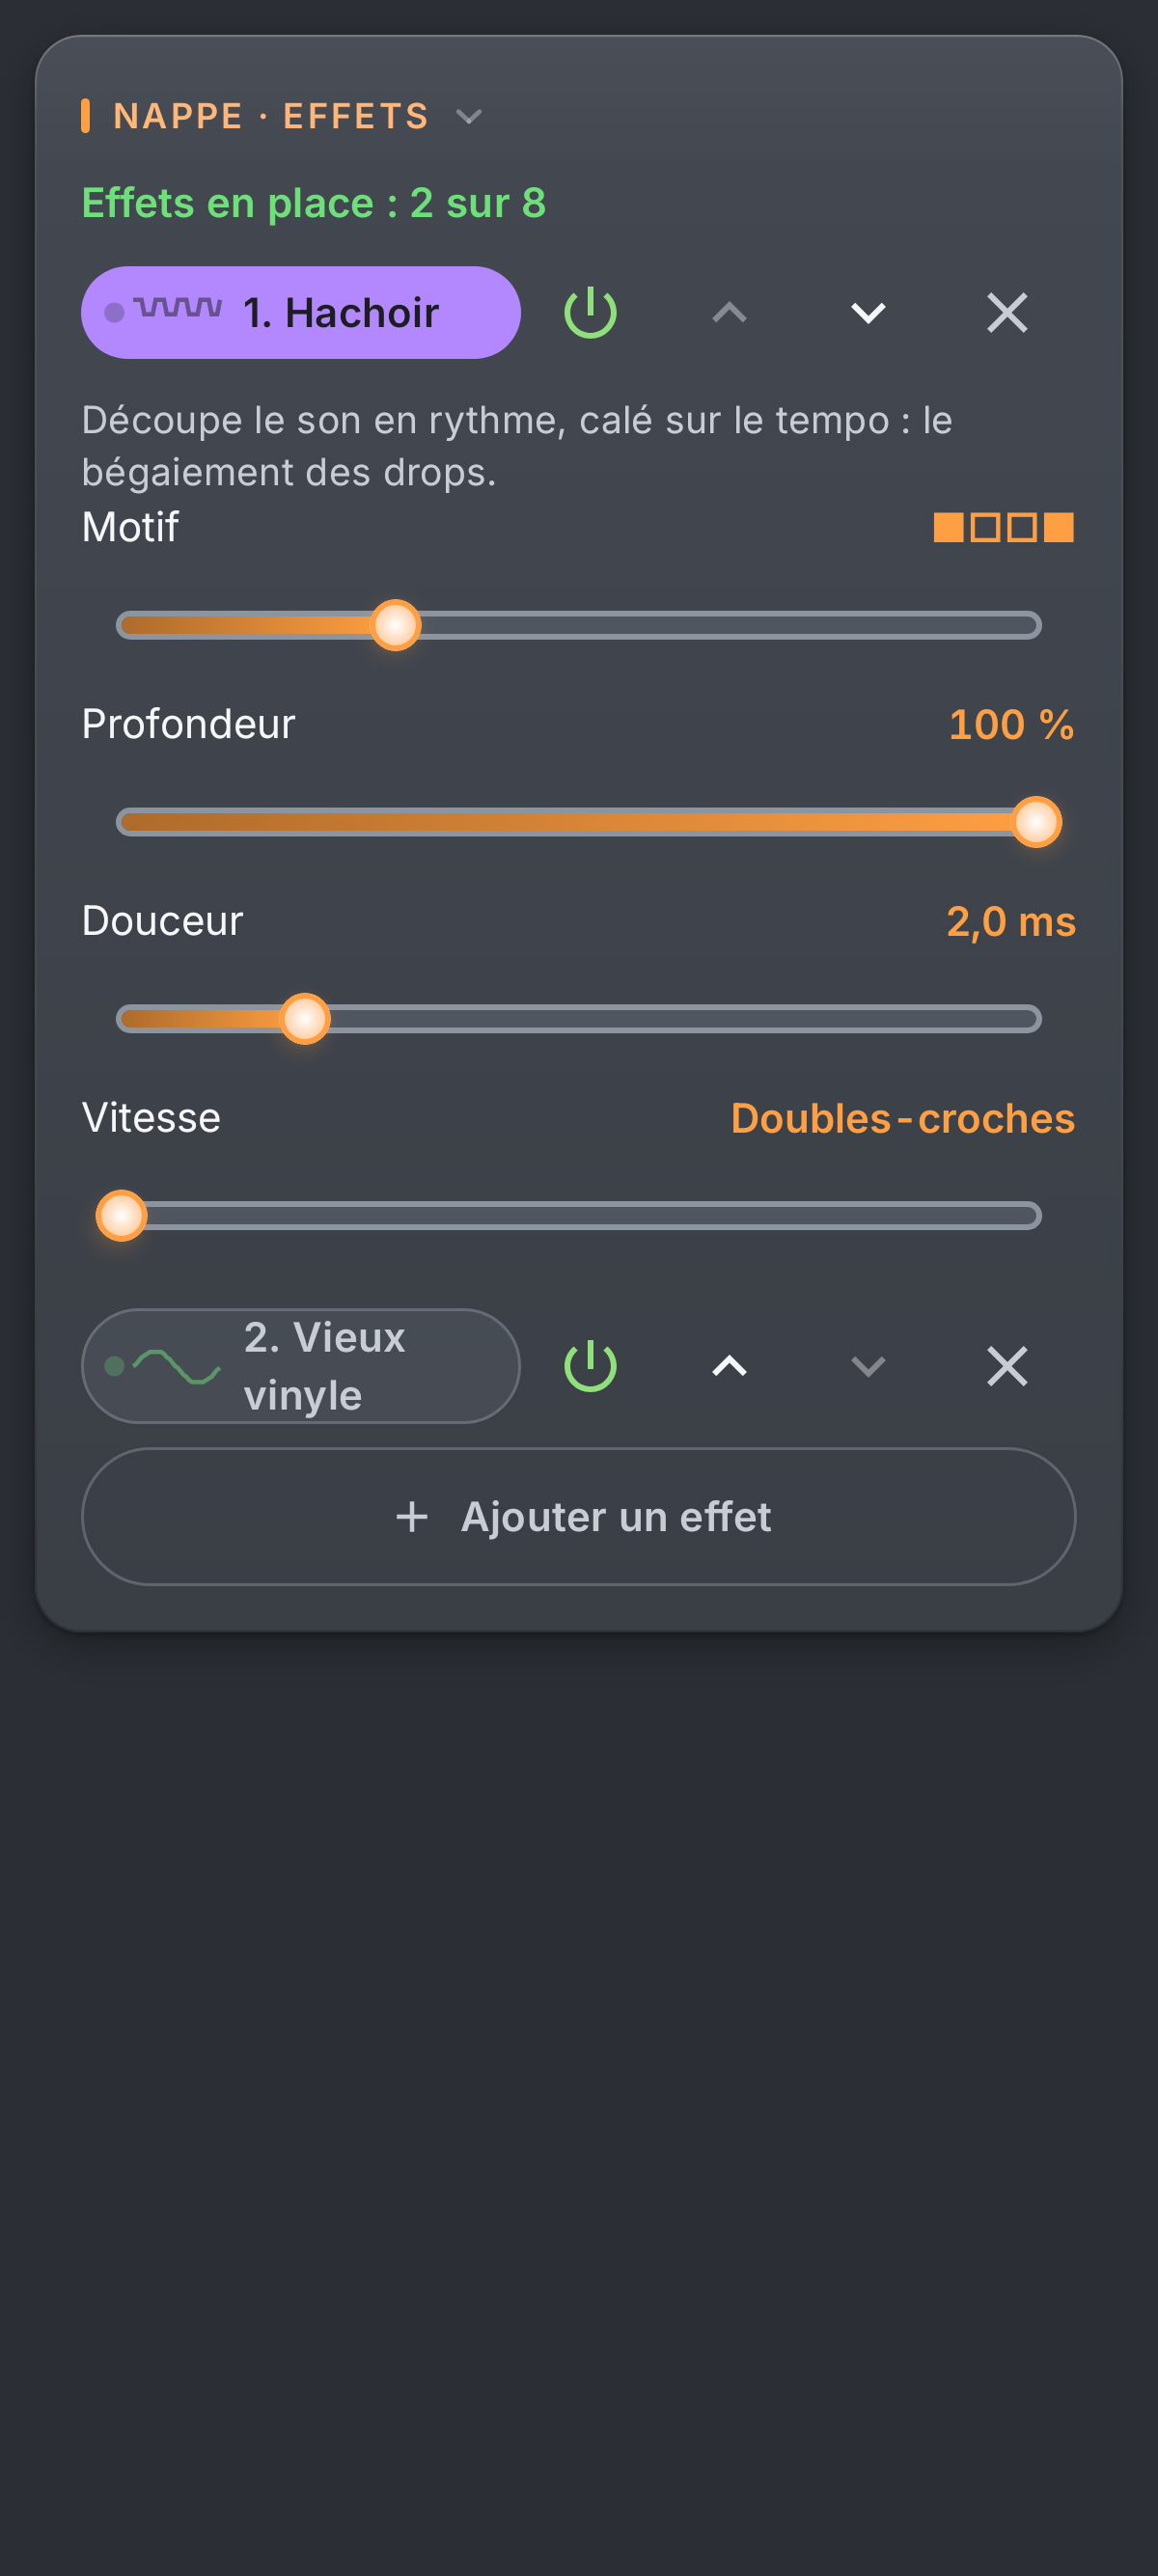 NAPPE · EFFETS
Effets en place : 2 sur 8
1. Hachoir
Découpe le son en rythme, calé sur le tempo : le
bégaiement des drops.
Motif
Profondeur
100 %
Douceur
2,0 ms
Vitesse
Doubles-croches
2. Vieux
vinyle
+ Ajouter un effet